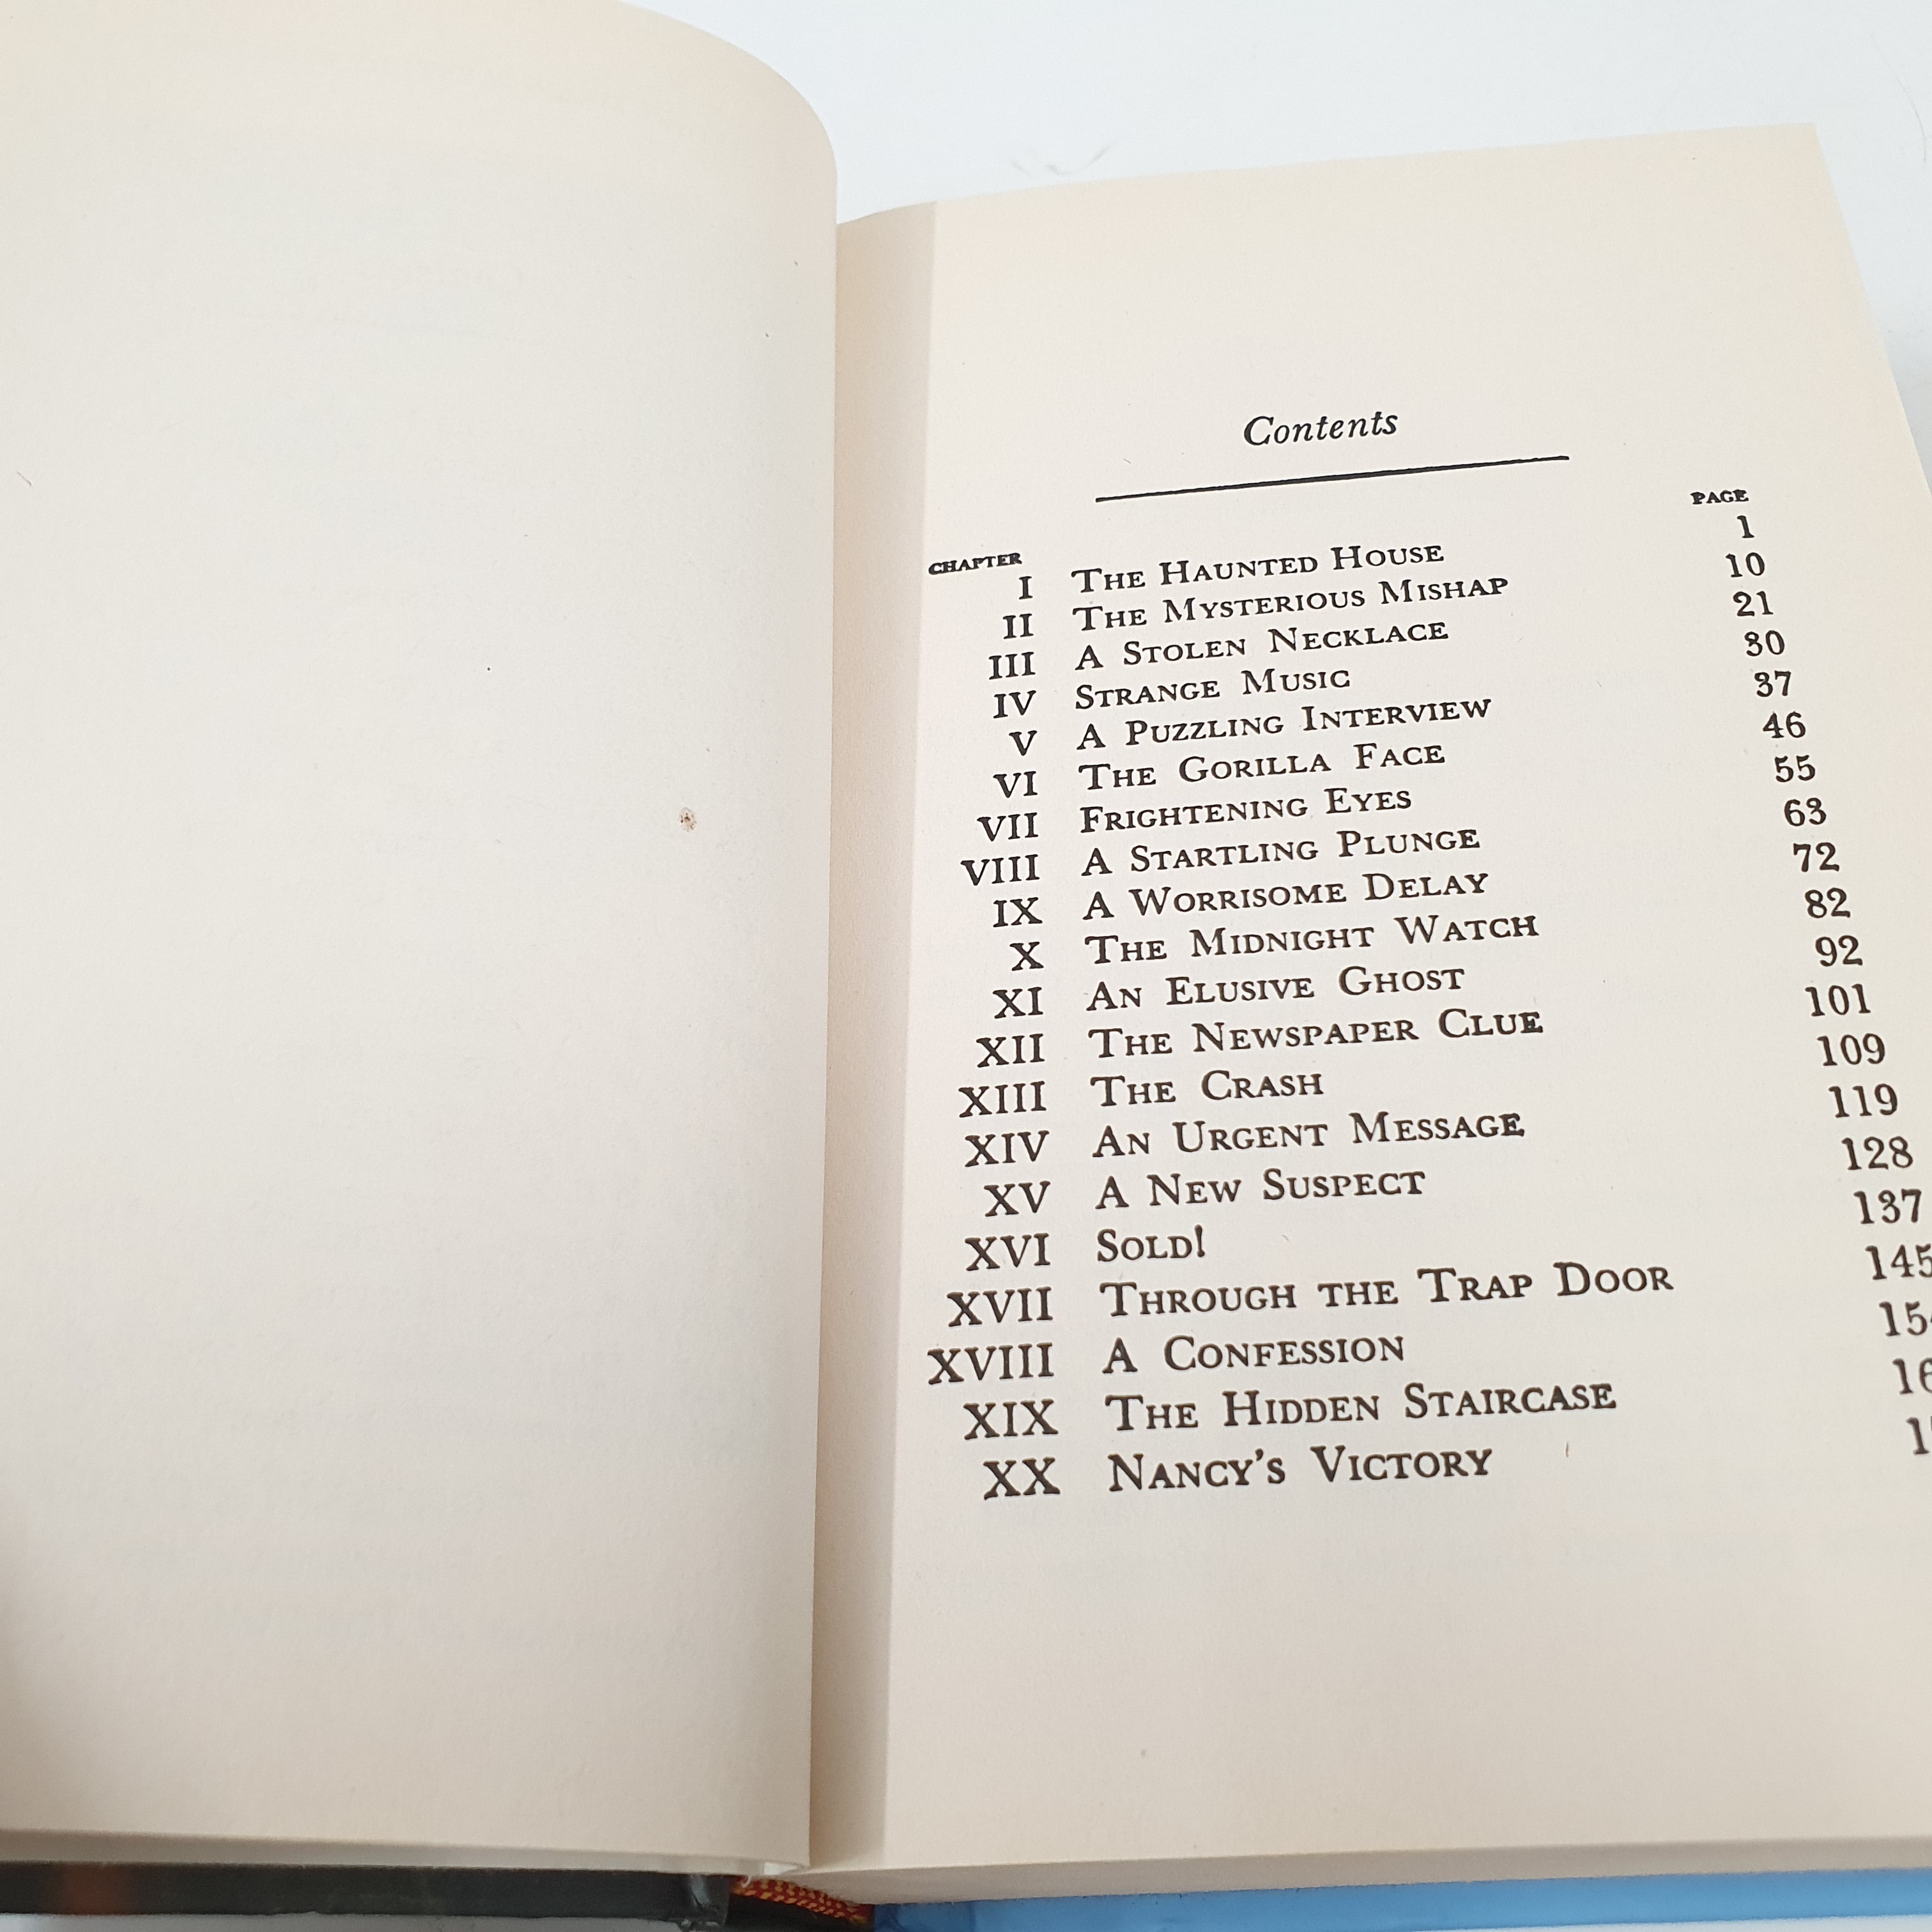 Contents
CHAPTER PAGE
I THE HAUNTED HOUSE 1
II THE MYSTERIOUS MISHAP 10
III A STOLEN NECKLACE 21
IV STRANGE MUSIC 30
V A PUZZLING INTERVIEW 37
VI THE GORILLA FACE 46
VII FRIGHTENING EYES 55
VIII A STARTLING PLUNGE 63
IX A WORRISOME DELAY 72
X THE MIDNIGHT WATCH 82
XI AN ELUSIVE GHOST 92
XII THE NEWSPAPER CLUE 101
XIII THE CRASH 109
XIV AN URGENT MESSAGE 119
XV A NEW SUSPECT 128
XVI SOLD! 137
XVII THROUGH THE TRAP DOOR 145
XVIII A CONFESSION
XIX THE HIDDEN STAIRCASE
XX NANCY'S VICTORY